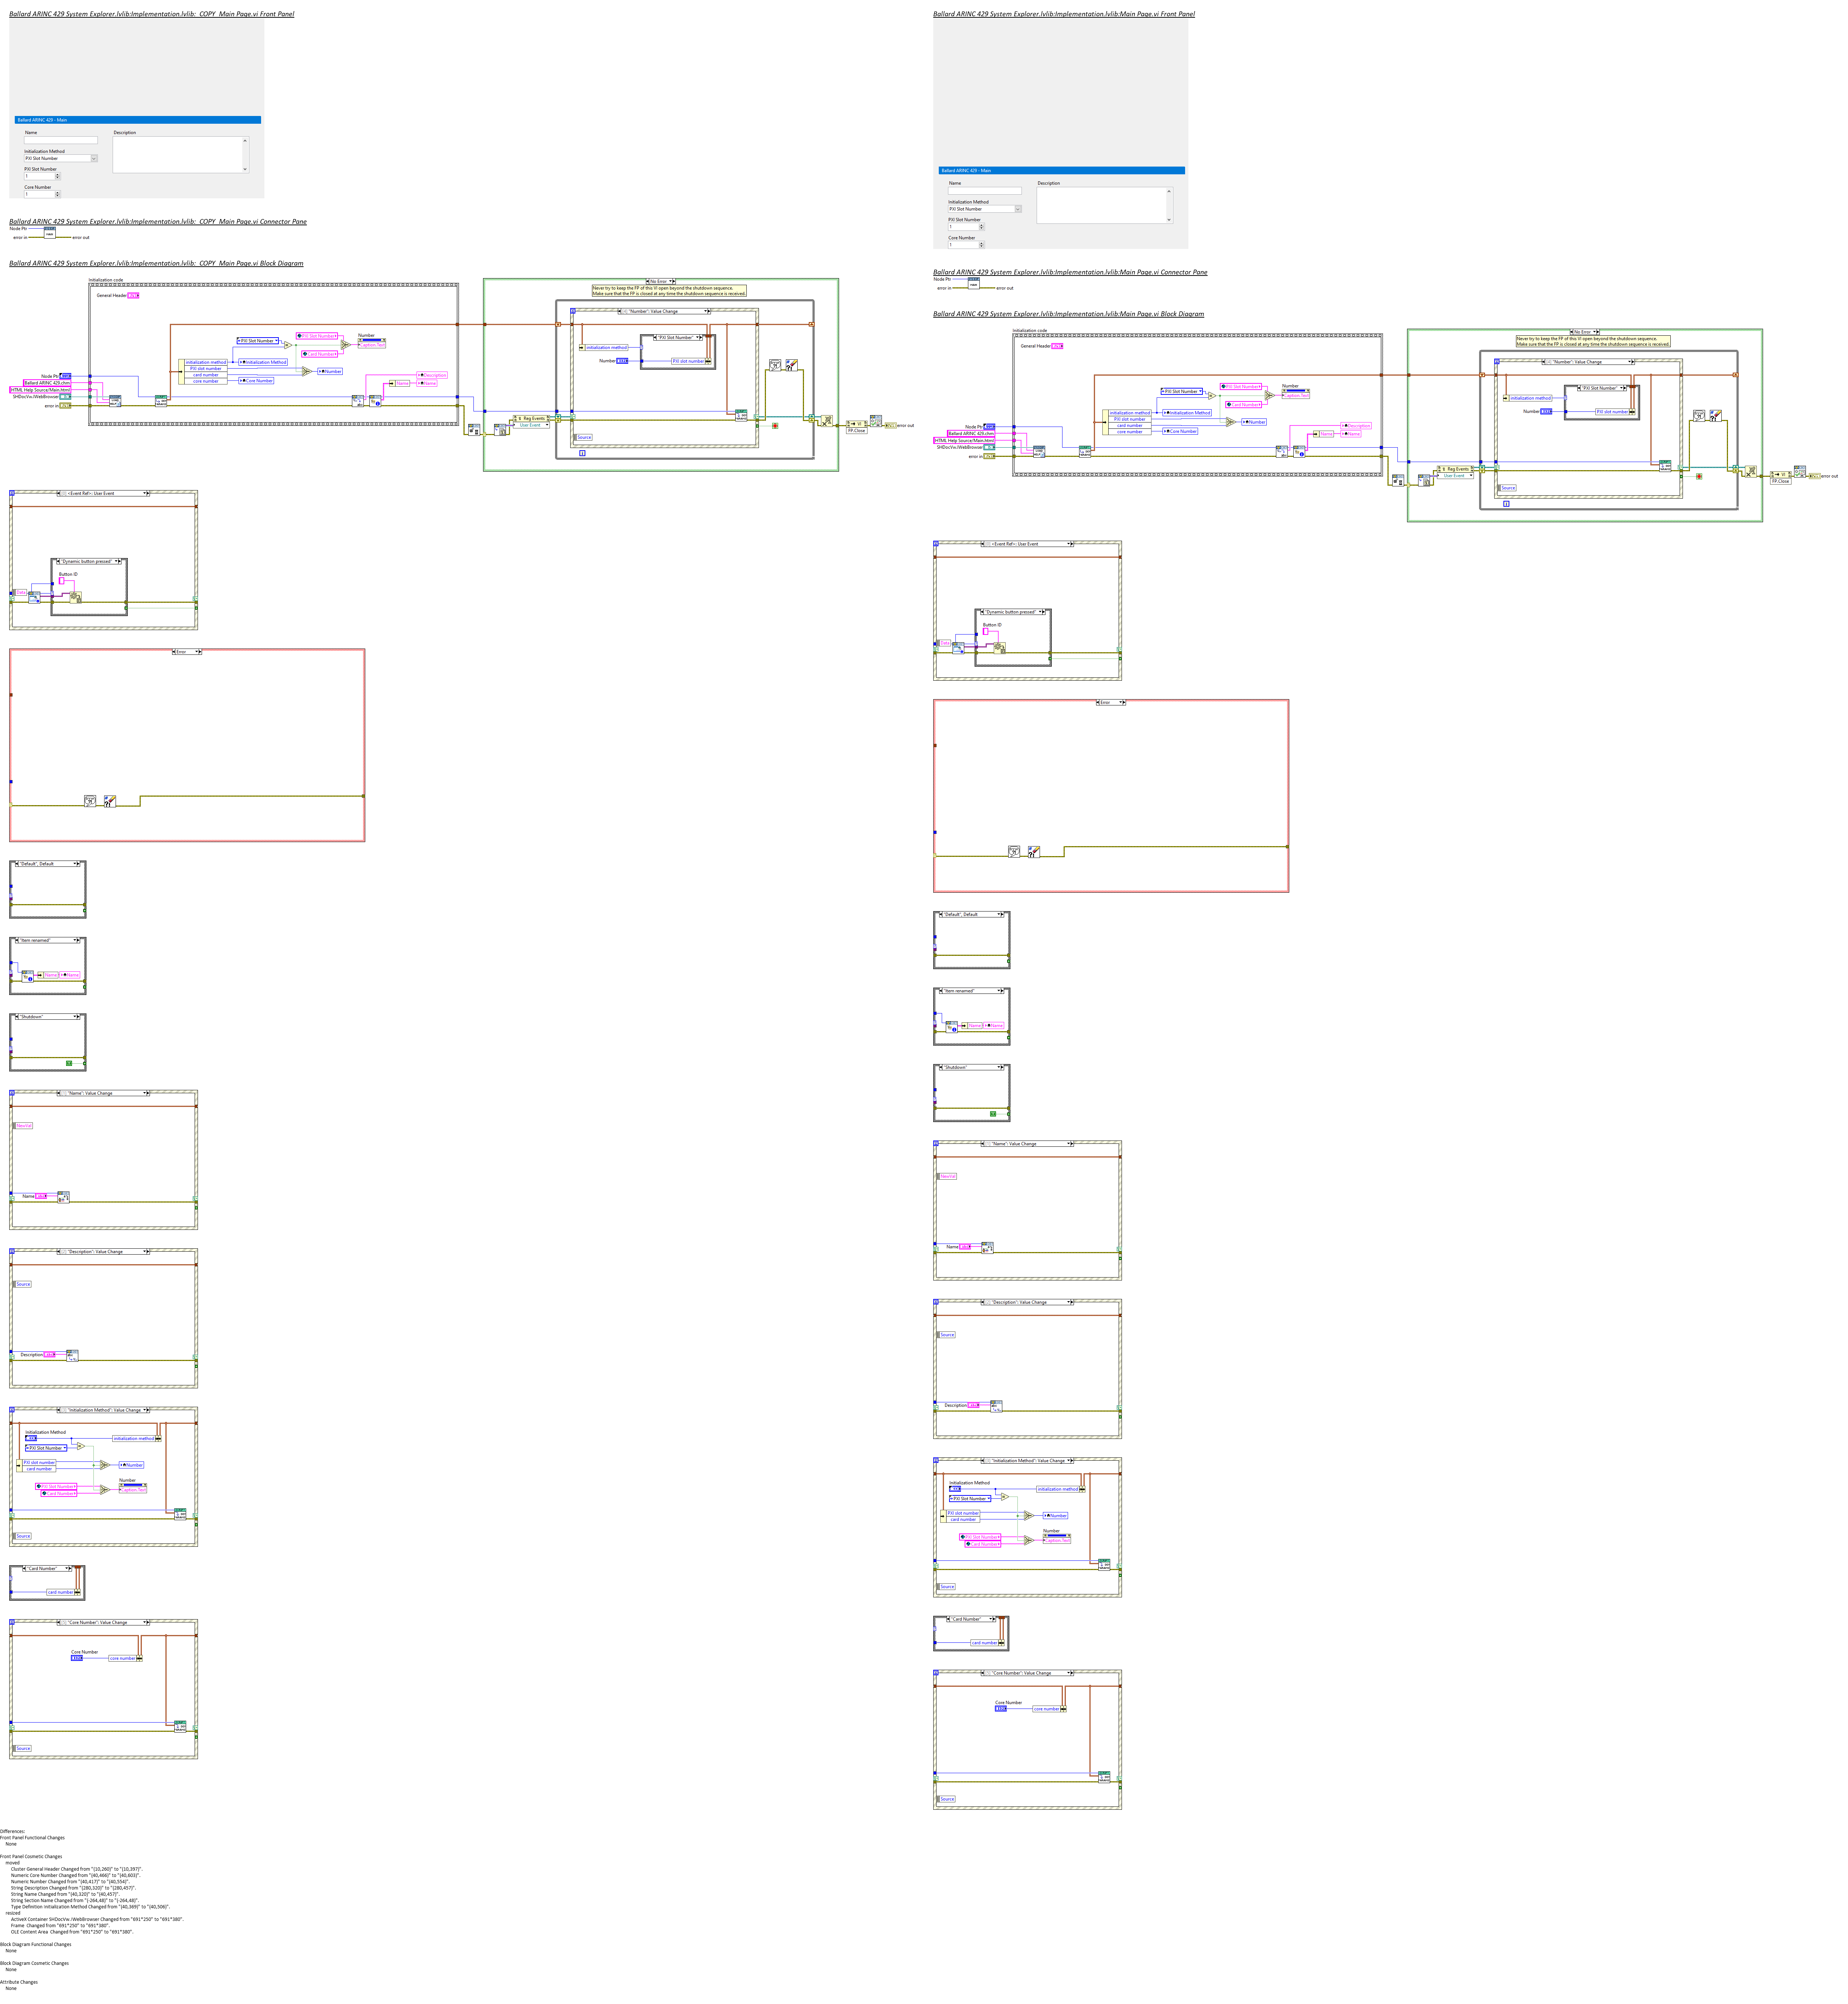 Ballard ARINC 429 System Explorer.lvlib:Implementation.lvlib:_COPY_Main Page.vi Front Panel
Ballard ARINC 429 - Main
Name
Description
Initialization Method
PXI Slot Number
PXI Slot Number
1
Core Number
1
Ballard ARINC 429 System Explorer.lvlib:Implementation.lvlib:_COPY_Main Page.vi Connector Pane
Node Ptr
error in
error out
Ballard ARINC 429 System Explorer.lvlib:Implementation.lvlib:_COPY_Main Page.vi Block Diagram
Initialization code
General Header
PXI Slot Number
PXI Slot Number
Card Number
Number
Caption.Text
initialization method
PXI slot number
card number
core number
Initialization Method
Number
Core Number
Description
Name
Name
Node Ptr
Ballard ARINC 429.chm
HTML Help Source/Main.html
SHDocVw.IWebBrowser
error in
No Error
Never try to keep the FP of this VI open beyond the shutdown sequence.
Make sure that the FP is closed at any time the shutdown sequence is received.
"Number": Value Change
"PXI Slot Number"
initialization method
Number
PXI slot number
Reg Events
User Event
Source
i
VI
FP.Close
error out
<Event Ref>: User Event
"Dynamic button pressed"
Button ID
Error
"Default", Default
"Item renamed"
Name
Name
"Shutdown"
"Name": Value Change
NewVal
Name
"Description": Value Change
Source
Description
"Initialization Method": Value Change
Initialization Method
initialization method
PXI Slot Number
PXI slot number
card number
Number
PXI Slot Number
Card Number
Number
Caption.Text
Source
"Card Number"
card number
"Core Number": Value Change
Core Number
core number
Source
Ballard ARINC 429 System Explorer.lvlib:Implementation.lvlib:Main Page.vi Front Panel
Ballard ARINC 429 - Main
Name
Description
Initialization Method
PXI Slot Number
PXI Slot Number
1
Core Number
1
Ballard ARINC 429 System Explorer.lvlib:Implementation.lvlib:Main Page.vi Connector Pane
Node Ptr
error in
error out
Ballard ARINC 429 System Explorer.lvlib:Implementation.lvlib:Main Page.vi Block Diagram
Initialization code
General Header
PXI Slot Number
PXI Slot Number
Card Number
Number
Caption.Text
initialization method
PXI slot number
card number
core number
Initialization Method
Number
Core Number
Description
Name
Name
Node Ptr
Ballard ARINC 429.chm
HTML Help Source/Main.html
SHDocVw.IWebBrowser
error in
No Error
Never try to keep the FP of this VI open beyond the shutdown sequence.
Make sure that the FP is closed at any time the shutdown sequence is received.
"Number": Value Change
"PXI Slot Number"
initialization method
Number
PXI slot number
Reg Events
User Event
Source
i
VI
FP.Close
error out
<Event Ref>: User Event
"Dynamic button pressed"
Button ID
Error
"Default", Default
"Item renamed"
Name
Name
"Shutdown"
"Name": Value Change
NewVal
Name
"Description": Value Change
Source
Description
"Initialization Method": Value Change
Initialization Method
initialization method
PXI Slot Number
PXI slot number
card number
Number
PXI Slot Number
Card Number
Number
Caption.Text
Source
"Card Number"
card number
"Core Number": Value Change
Core Number
core number
Source
Differences:
Front Panel Functional Changes
None
Front Panel Cosmetic Changes
moved
Cluster General Header Changed from "(10,260)" to "(10,397)".
Numeric Core Number Changed from "(40,466)" to "(40,603)".
Numeric Number Changed from "(40,417)" to "(40,554)".
String Description Changed from "(280,320)" to "(280,457)".
String Name Changed from "(40,320)" to "(40,457)".
String Section Name Changed from "(-264,48)" to "(-264,48)".
Type Definition Initialization Method Changed from "(40,369)" to "(40,506)".
resized
ActiveX Container SHDocVw.IWebBrowser Changed from "691*250" to "691*380".
Frame Changed from "691*250" to "691*380".
OLE Content Area Changed from "691*250" to "691*380".
Block Diagram Functional Changes
None
Block Diagram Cosmetic Changes
None
Attribute Changes
None